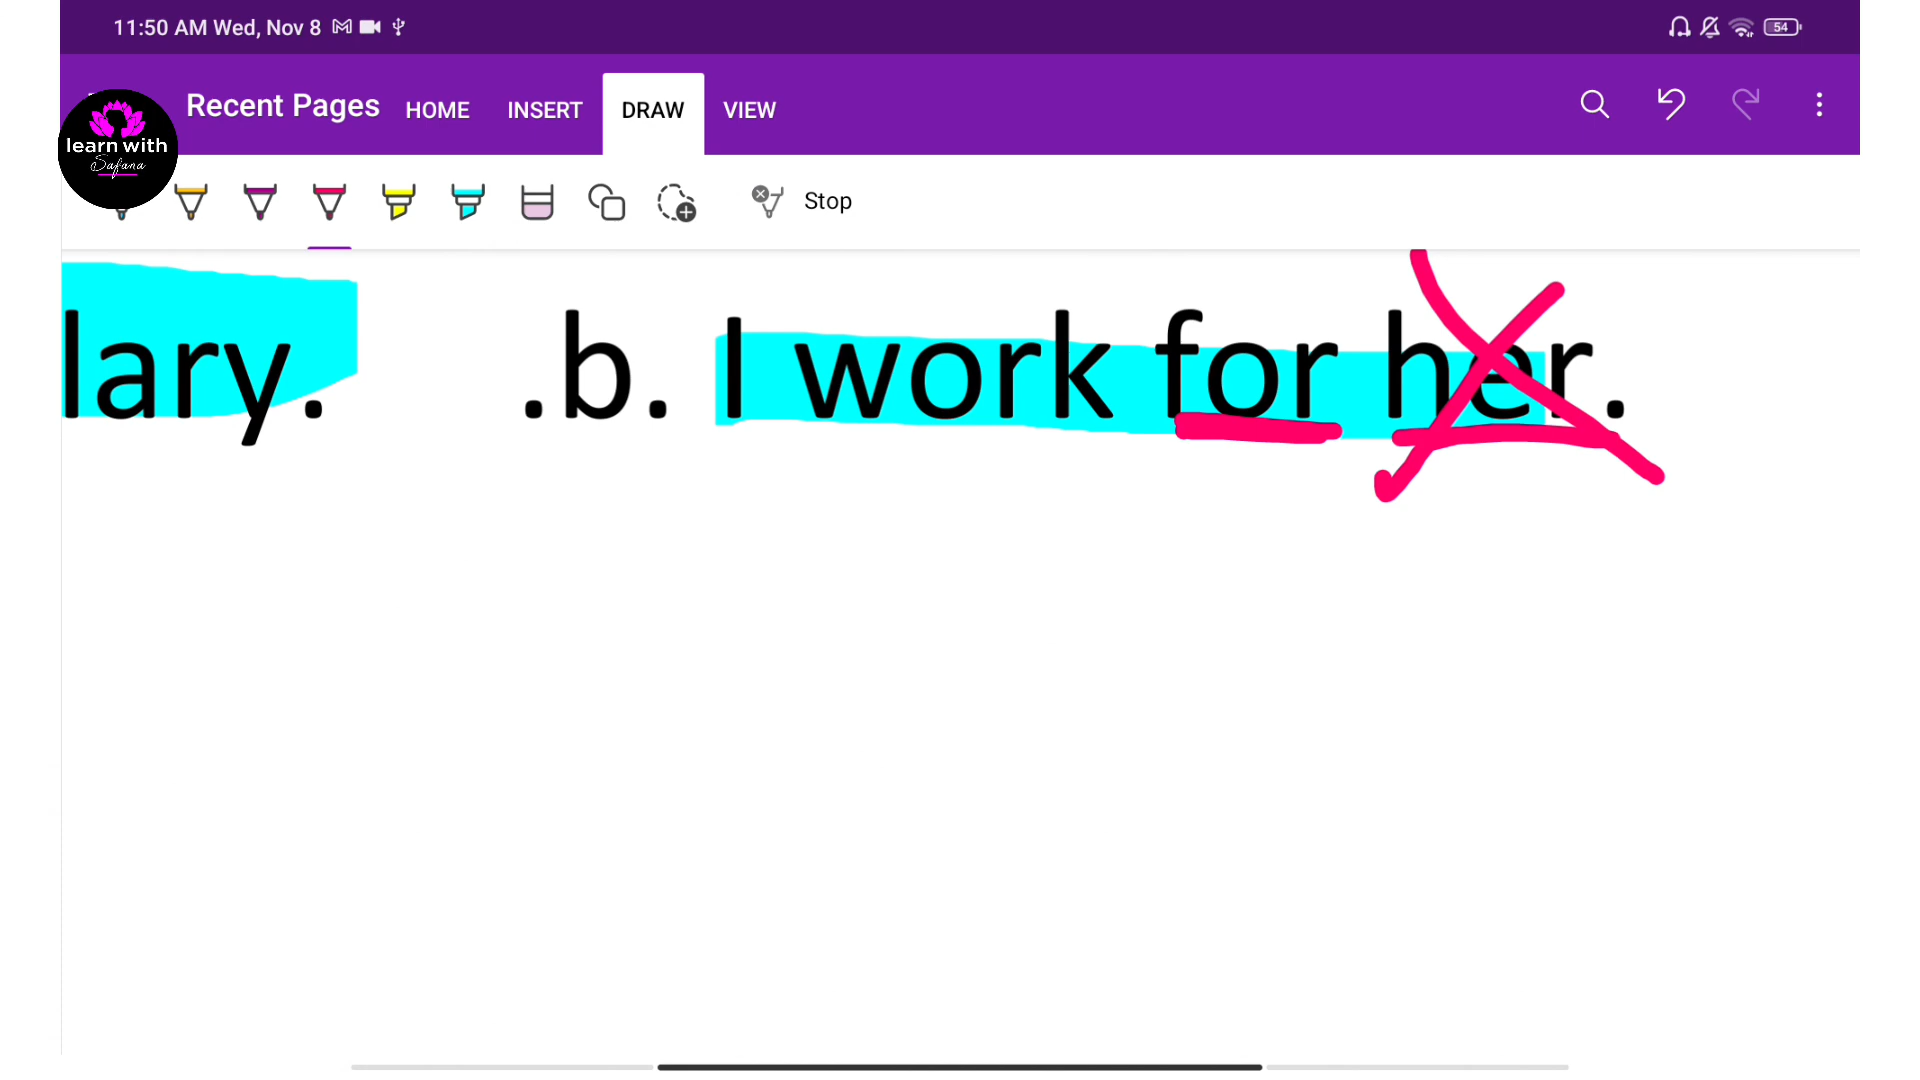 11:50 AM Wed, Nov 8
54
Recent Pages HOME INSERT DRAW VIEW
learn with
Safana
Stop
lary. .b. I work for her.